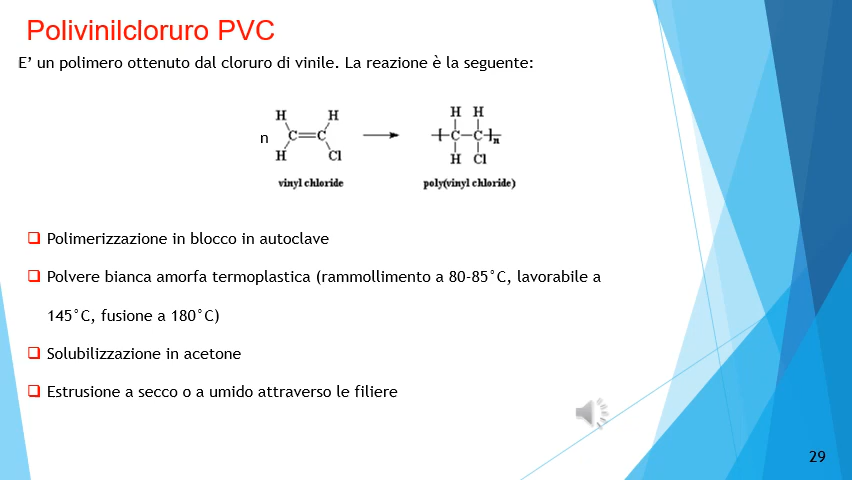 Polivinilcloruro PVC
E’ un polimero ottenuto dal cloruro di vinile. La reazione è la seguente:
H H H H
n C=C C-C n
H Cl H Cl
vinyl chloride poly(vinyl chloride)
Polimerizzazione in blocco in autoclave
Polvere bianca amorfa termoplastica (rammollimento a 80-85°C, lavorabile a
145°C, fusione a 180°C)
Solubilizzazione in acetone
Estrusione a secco o a umido attraverso le filiere
29